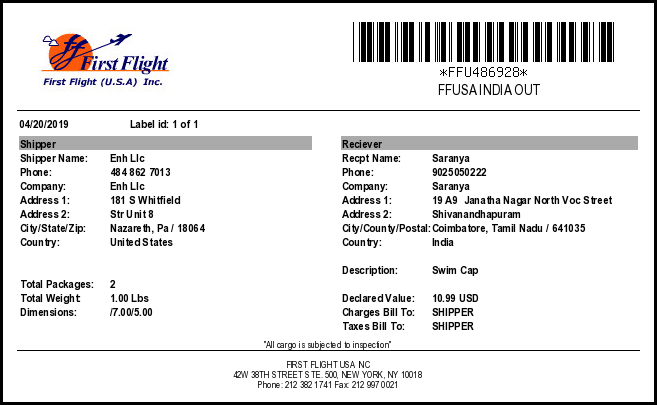 First Flight
First Flight (U.S.A) Inc.
*FFU486928*
FFUSA INDIA OUT
04/20/2019 Label id: 1 of 1
Shipper
Shipper Name: Enh Llc
Phone: 484 862 7013
Company: Enh Llc
Address 1: 181 S Whitfield
Address 2: Str Unit 8
City/State/Zip: Nazareth, Pa / 18064
Country: United States
Total Packages: 2
Total Weight: 1.00 Lbs
Dimensions: /7.00/5.00
Reciever
Recpt Name: Saranya
Phone: 9025050222
Company: Saranya
Address 1: 19 A9 Janatha Nagar North Voc Street
Address 2: Shivanandhapuram
City/County/Postal: Coimbatore, Tamil Nadu / 641035
Country: India
Description: Swim Cap
Declared Value: 10.99 USD
Charges Bill To: SHIPPER
Taxes Bill To: SHIPPER
"All cargo is subjected to inspection"
FIRST FLIGHT USA INC
42W 38TH STREET STE. 500, NEW YORK, NY 10018
Phone: 212 382 1741 Fax: 212 997 0021